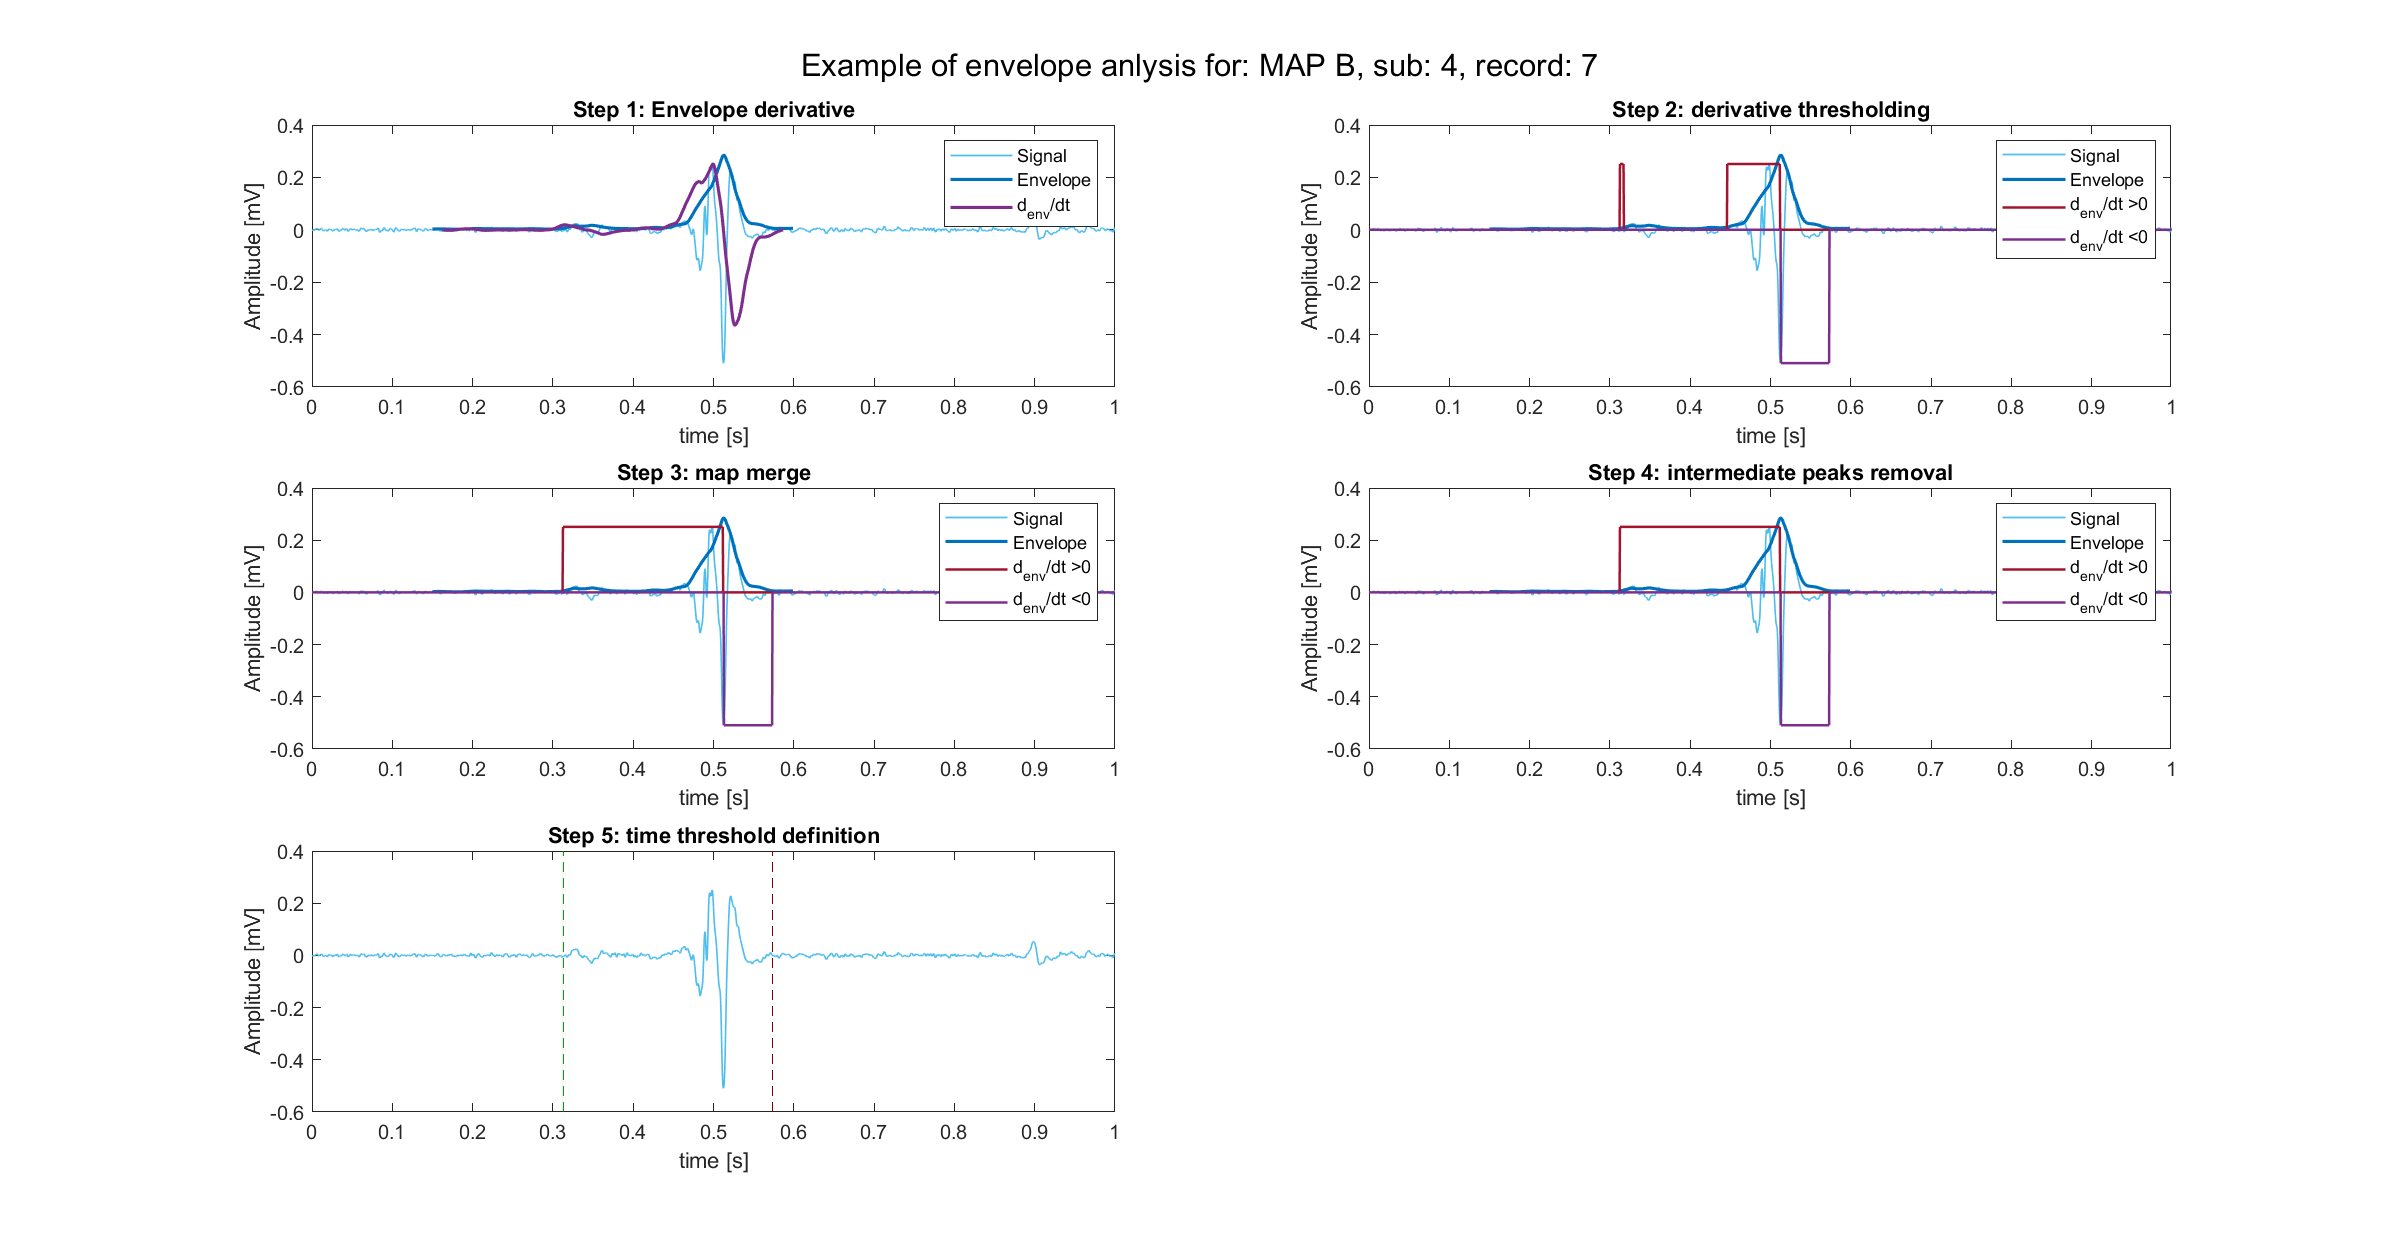 Example of envelope anlysis for: MAP B, sub: 4, record: 7
Step 1: Envelope derivative
0.4
0.2
0
-0.2
-0.4
-0.6
Amplitude [mV]
Signal
Envelope
d_env/dt
0 0.1 0.2 0.3 0.4 0.5 0.6 0.7 0.8 0.9 1
time [s]
Step 2: derivative thresholding
0.4
0.2
0
-0.2
-0.4
-0.6
Amplitude [mV]
Signal
Envelope
d_env/dt >0
d_env/dt <0
0 0.1 0.2 0.3 0.4 0.5 0.6 0.7 0.8 0.9 1
time [s]
Step 3: map merge
0.4
0.2
0
-0.2
-0.4
-0.6
Amplitude [mV]
Signal
Envelope
d_env/dt >0
d_env/dt <0
0 0.1 0.2 0.3 0.4 0.5 0.6 0.7 0.8 0.9 1
time [s]
Step 4: intermediate peaks removal
0.4
0.2
0
-0.2
-0.4
-0.6
Amplitude [mV]
Signal
Envelope
d_env/dt >0
d_env/dt <0
0 0.1 0.2 0.3 0.4 0.5 0.6 0.7 0.8 0.9 1
time [s]
Step 5: time threshold definition
0.4
0.2
0
-0.2
-0.4
-0.6
Amplitude [mV]
0 0.1 0.2 0.3 0.4 0.5 0.6 0.7 0.8 0.9 1
time [s]